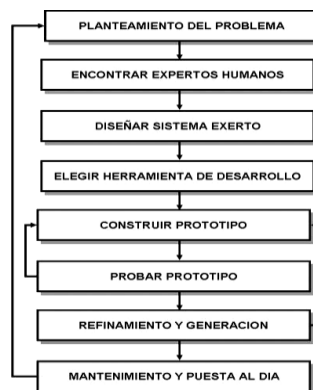 PLANTEAMIENTO DEL PROBLEMA
ENCONTRAR EXPERTOS HUMANOS
DISEÑAR SISTEMA EXERTO
ELEGIR HERRAMIENTA DE DESARROLLO
CONSTRUIR PROTOTIPO
PROBAR PROTOTIPO
REFINAMIENTO Y GENERACION
MANTENIMIENTO Y PUESTA AL DIA